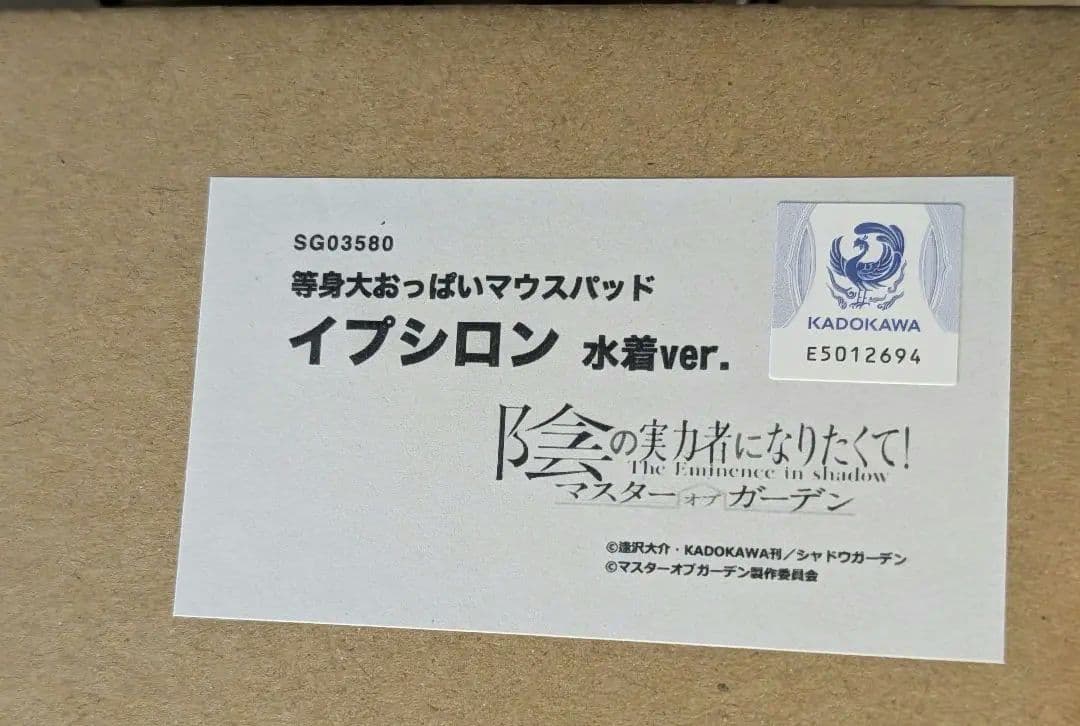 SG03580
等身大おっぱいマウスパッド
イプシロン 水着ver.
KADOKAWA
E5012694
陰の実力者になりたくて!
The Eminence in shadow
マスターオブガーデン
©逢沢大介・KADOKAWA刊/シャドウガーデン
©マスターオブガーデン製作委員会